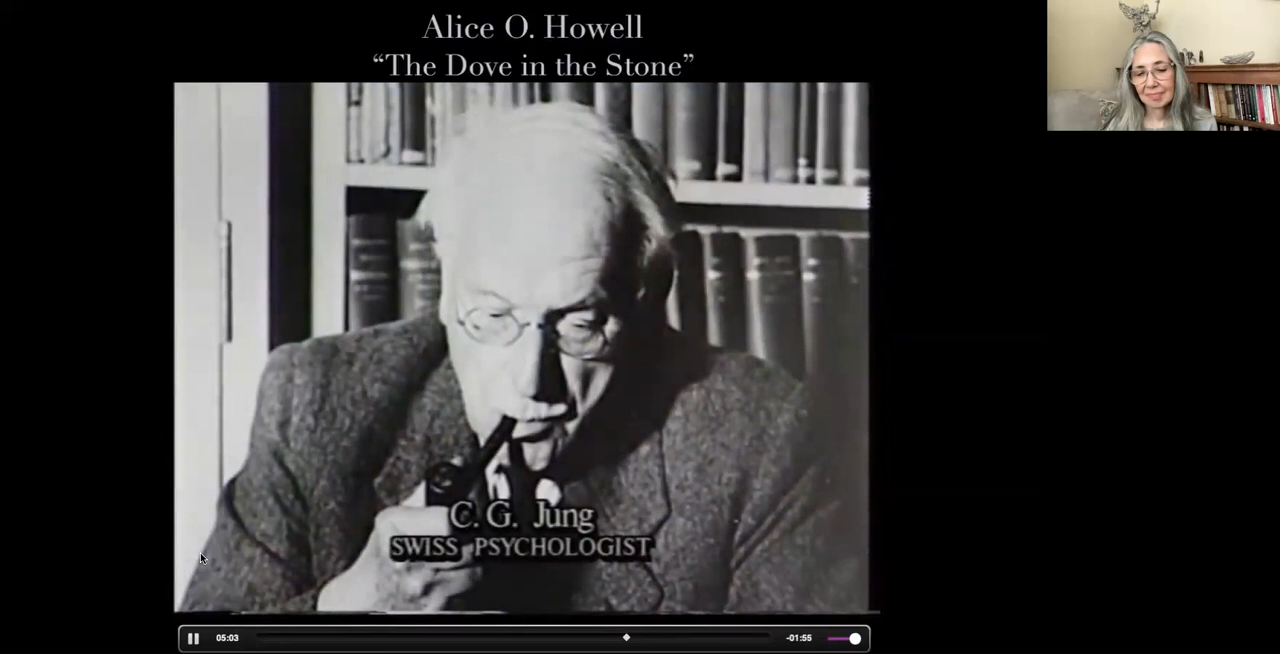 Alice O. Howell
“The Dove in the Stone”
C. G. Jung
SWISS PSYCHOLOGIST
05:03
-01:55